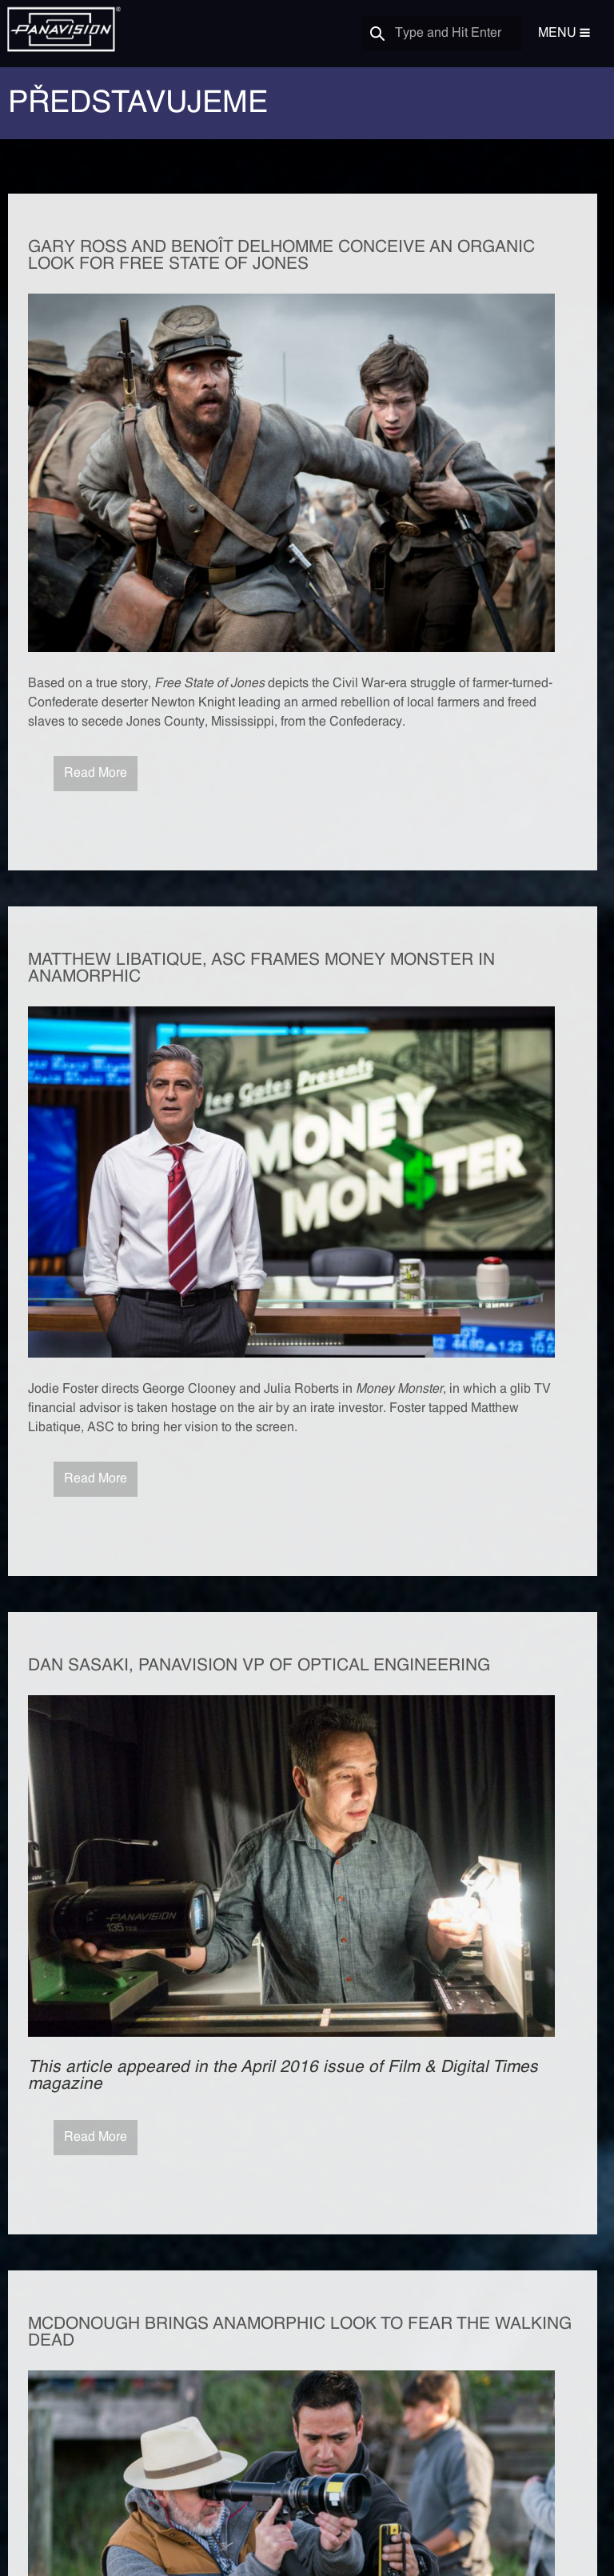 PANAVISION®
Type and Hit Enter
MENU
PŘEDSTAVUJEME
GARY ROSS AND BENOÎT DELHOMME CONCEIVE AN ORGANIC
LOOK FOR FREE STATE OF JONES
Based on a true story, Free State of Jones depicts the Civil War-era struggle of farmer-turned-
Confederate deserter Newton Knight leading an armed rebellion of local farmers and freed
slaves to secede Jones County, Mississippi, from the Confederacy.
Read More
MATTHEW LIBATIQUE, ASC FRAMES MONEY MONSTER IN
ANAMORPHIC
lee Gates Presents
MONEY
MON$TER
Jodie Foster directs George Clooney and Julia Roberts in Money Monster, in which a glib TV
financial advisor is taken hostage on the air by an irate investor. Foster tapped Matthew
Libatique, ASC to bring her vision to the screen.
Read More
DAN SASAKI, PANAVISION VP OF OPTICAL ENGINEERING
PANAVISION
135
This article appeared in the April 2016 issue of Film & Digital Times
magazine
Read More
MCDONOUGH BRINGS ANAMORPHIC LOOK TO FEAR THE WALKING
DEAD